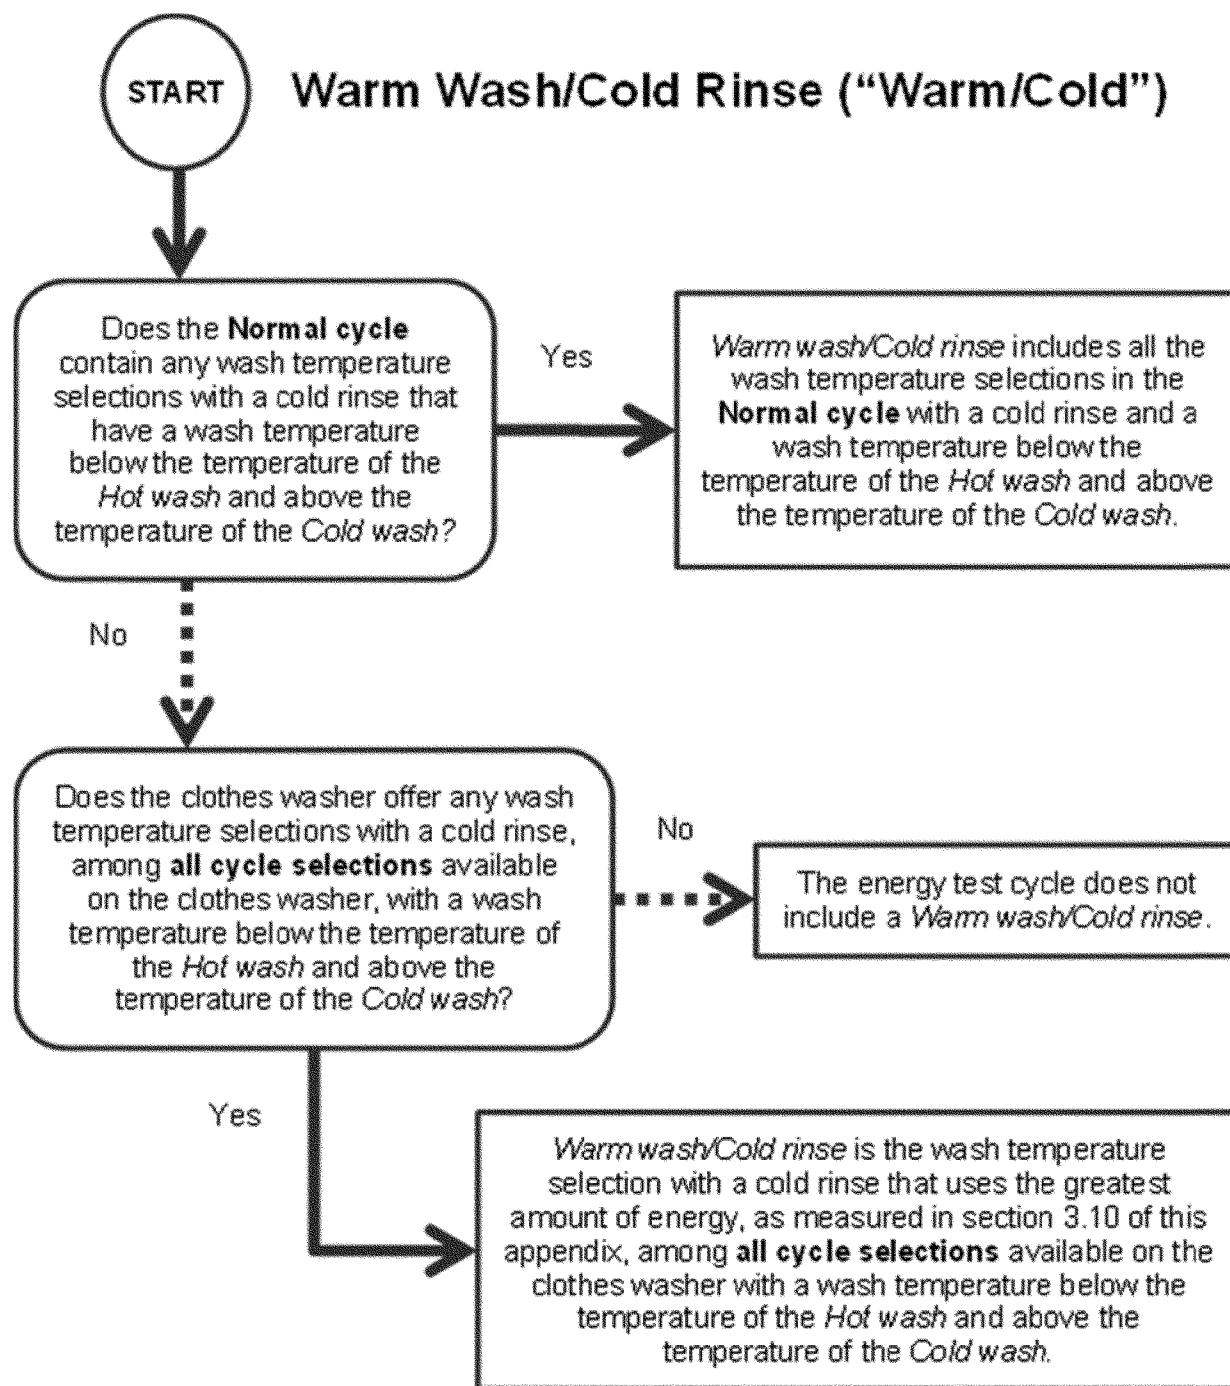 START
Warm Wash/Cold Rinse (“Warm/Cold”)
Does the Normal cycle
contain any wash temperature
selections with a cold rinse that
have a wash temperature
below the temperature of the
Hot wash and above the
temperature of the Cold wash?
Yes
Warm wash/Cold rinse includes all the
wash temperature selections in the
Normal cycle with a cold rinse and a
wash temperature below the
temperature of the Hot wash and above
the temperature of the Cold wash.
No
Does the clothes washer offer any wash
temperature selections with a cold rinse,
among all cycle selections available
on the clothes washer, with a wash
temperature below the temperature of
the Hot wash and above the
temperature of the Cold wash?
No
The energy test cycle does not
include a Warm wash/Cold rinse.
Yes
Warm wash/Cold rinse is the wash temperature
selection with a cold rinse that uses the greatest
amount of energy, as measured in section 3.10 of this
appendix, among all cycle selections available on the
clothes washer with a wash temperature below the
temperature of the Hot wash and above the
temperature of the Cold wash.